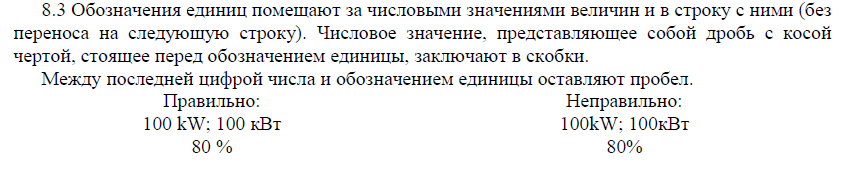 8.3 Обозначения единиц помещают за числовыми значениями величин и в строку с ними (без
переноса на следующую строку). Числовое значение, представляющее собой дробь с косой
чертой, стоящее перед обозначением единицы, заключают в скобки.
Между последней цифрой числа и обозначением единицы оставляют пробел.
Правильно: Неправильно:
100 kW; 100 кВт 100kW; 100кВт
80 % 80%